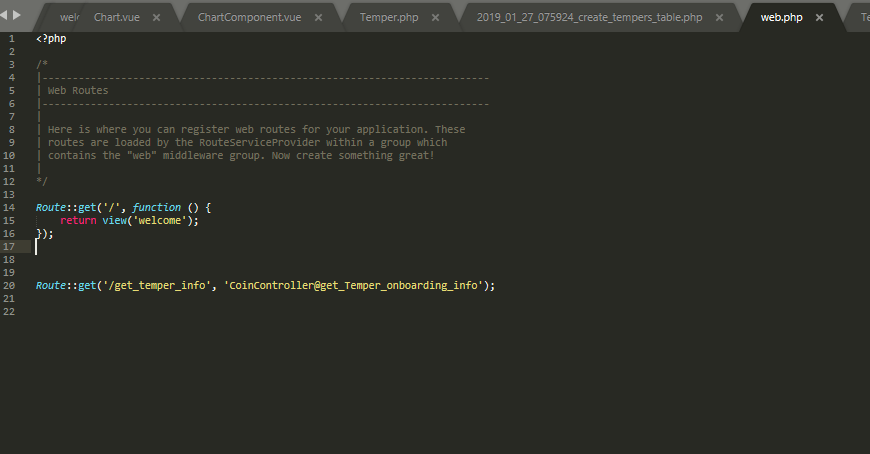 welc
Chart.vue ×
ChartComponent.vue ×
Temper.php ×
2019_01_27_075924_create_tempers_table.php ×
web.php ×
Te
1 <?php
2
3 /*
4 |--------------------------------------------------------------------------
5 | Web Routes
6 |--------------------------------------------------------------------------
7 |
8 | Here is where you can register web routes for your application. These
9 | routes are loaded by the RouteServiceProvider within a group which
10 | contains the "web" middleware group. Now create something great!
11 |
12 */
13
14 Route::get('/', function () {
15     return view('welcome');
16 });
17
18
19
20 Route::get('/get_temper_info', 'CoinController@get_Temper_onboarding_info');
21
22